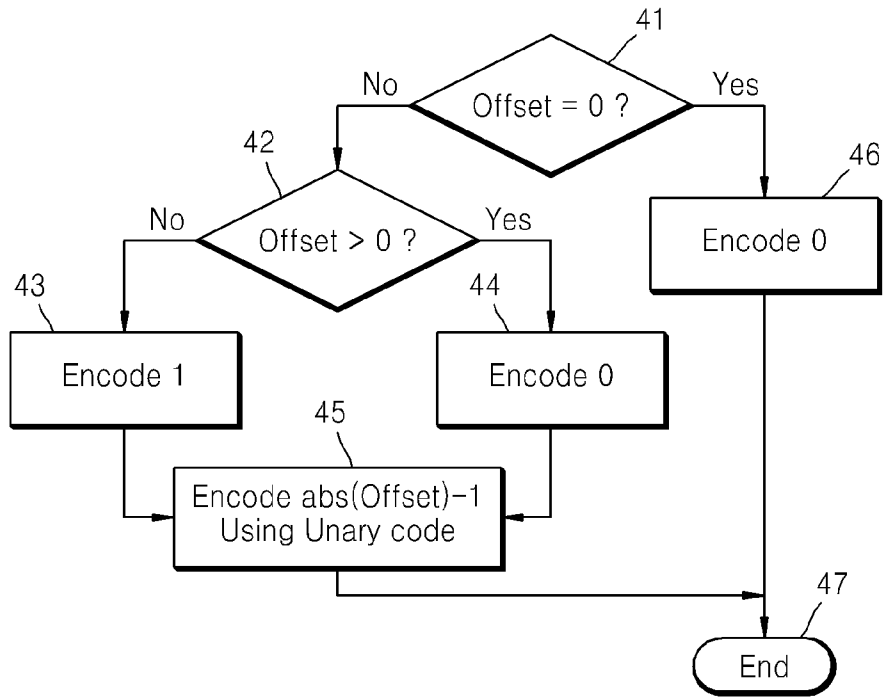 41
No
Offset = 0 ?
Yes
42
46
No
Offset > 0 ?
Yes
Encode 0
43
44
Encode 1
Encode 0
45
Encode abs(Offset)-1
Using Unary code
47
End